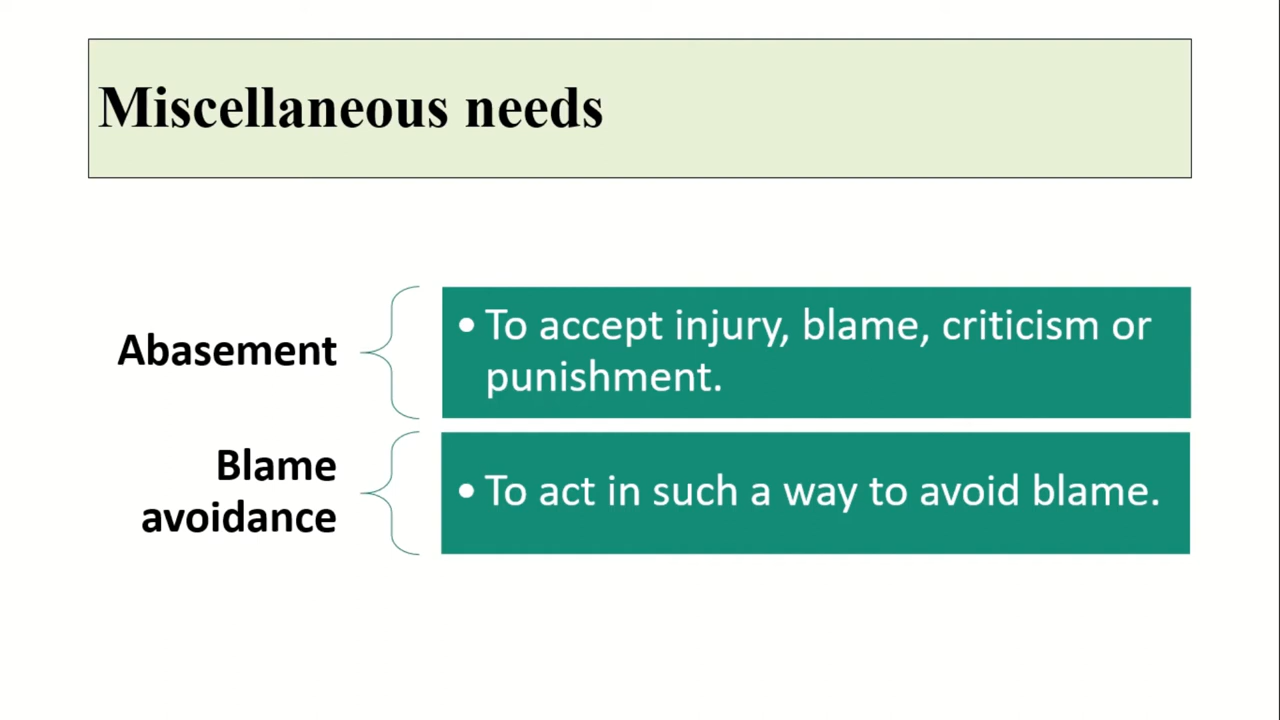 Miscellaneous needs
Abasement
• To accept injury, blame, criticism or
punishment.
Blame
avoidance
• To act in such a way to avoid blame.